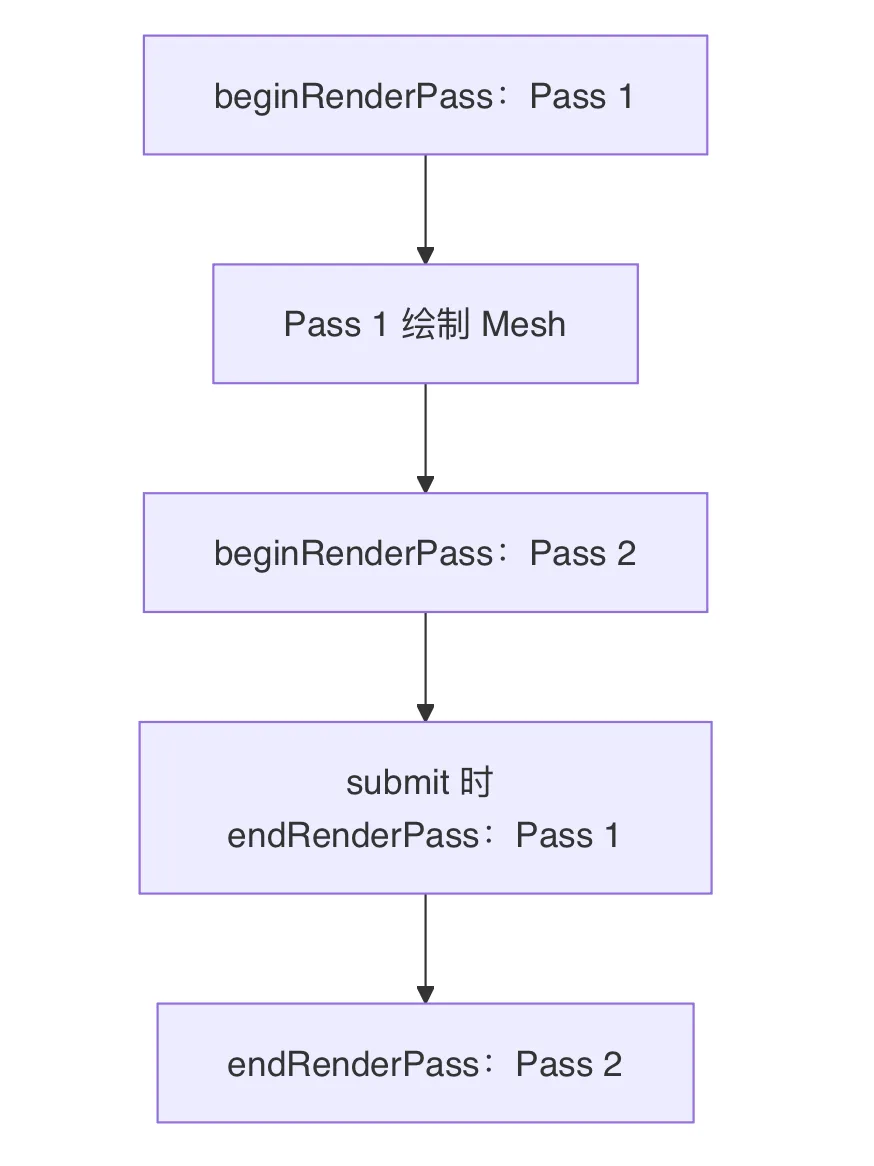 beginRenderPass：Pass 1
Pass 1 绘制 Mesh
beginRenderPass：Pass 2
submit 时
endRenderPass：Pass 1
endRenderPass：Pass 2